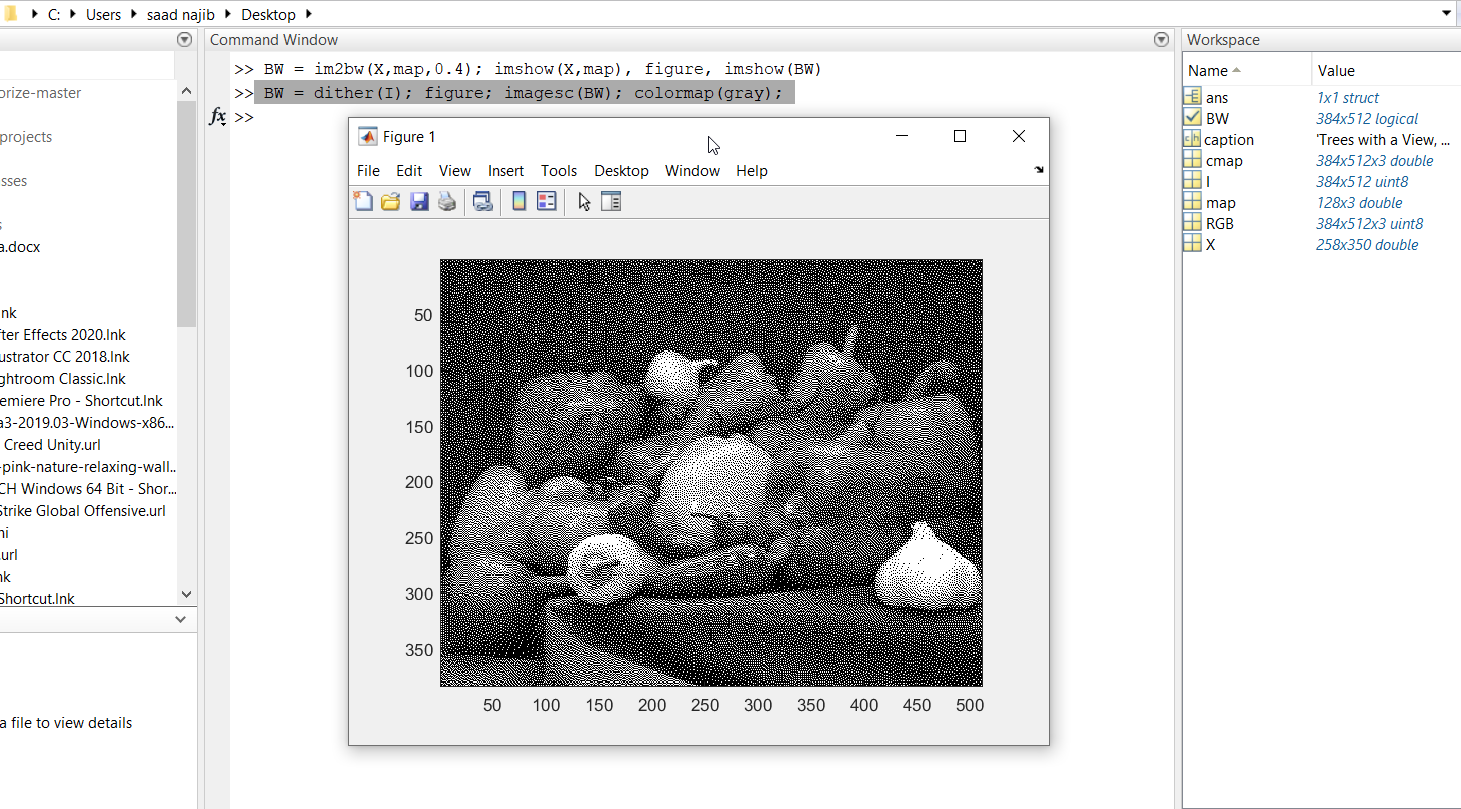 C: Users saad najib Desktop
Command Window
Workspace
>> BW = im2bw(X,map,0.4); imshow(X,map), figure, imshow(BW)
>> BW = dither(I); figure; imagesc(BW); colormap(gray);
fx >>
orize-master
projects
sses
s
a.docx
nk
fter Effects 2020.lnk
ustrator CC 2018.lnk
ghtroom Classic.lnk
remiere Pro - Shortcut.lnk
a3-2019.03-Windows-x86...
Creed Unity.url
-pink-nature-relaxing-wall...
CH Windows 64 Bit - Shor...
Strike Global Offensive.url
ni
.url
nk
Shortcut.lnk
a file to view details
Figure 1
File Edit View Insert Tools Desktop Window Help
50
100
150
200
250
300
350
50 100 150 200 250 300 350 400 450 500
Name Value
ans 1x1 struct
BW 384x512 logical
caption 'Trees with a View, ...
cmap 384x512x3 double
I 384x512 uint8
map 128x3 double
RGB 384x512x3 uint8
X 258x350 double